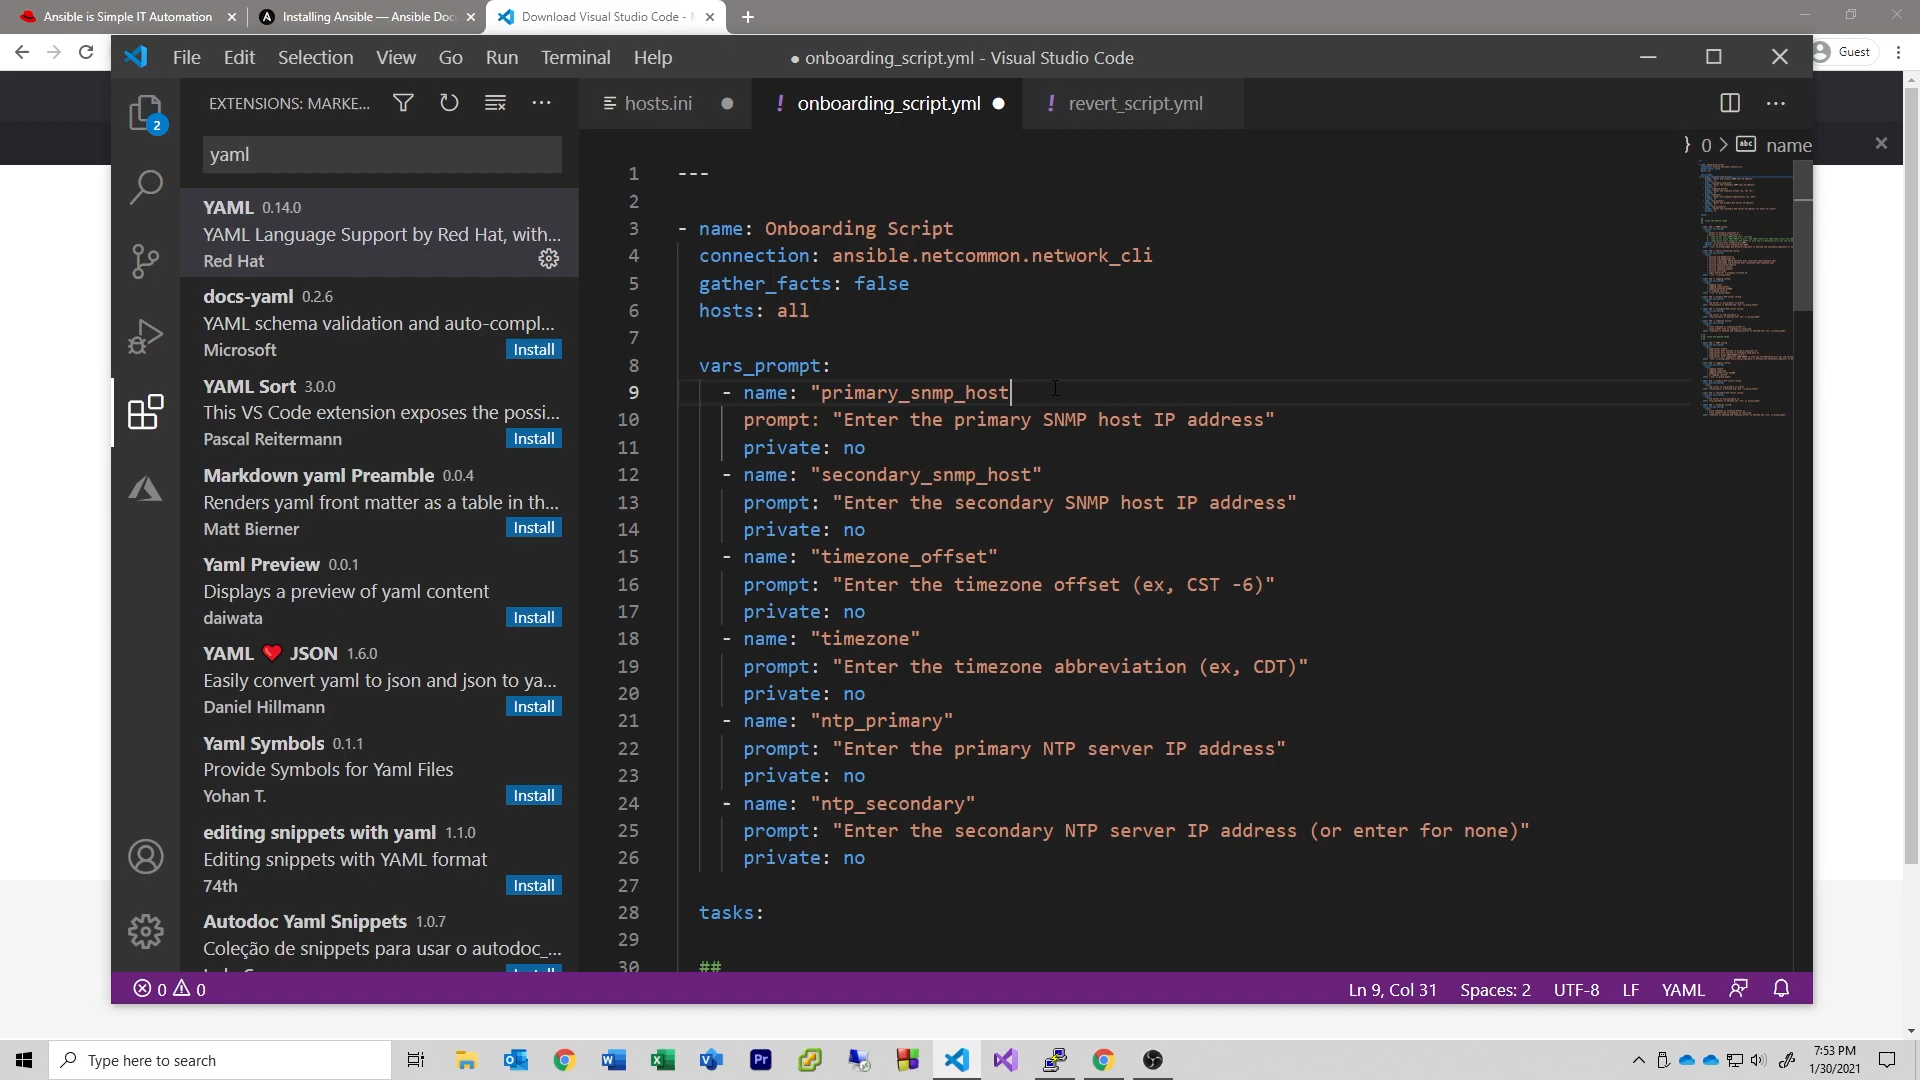 Ansible is Simple IT Automation
Installing Ansible — Ansible Doc
Download Visual Studio Code -
Guest
File Edit Selection View Go Run Terminal Help
● onboarding_script.yml - Visual Studio Code
EXTENSIONS: MARKE...
hosts.ini
! onboarding_script.yml
! revert_script.yml
2
yaml
0 > abc name
YAML 0.14.0
YAML Language Support by Red Hat, with...
Red Hat
docs-yaml 0.2.6
YAML schema validation and auto-compl...
Microsoft Install
YAML Sort 3.0.0
This VS Code extension exposes the possi...
Pascal Reitermann Install
Markdown yaml Preamble 0.0.4
Renders yaml front matter as a table in th...
Matt Bierner Install
Yaml Preview 0.0.1
Displays a preview of yaml content
daiwata Install
YAML ❤️ JSON 1.6.0
Easily convert yaml to json and json to ya...
Daniel Hillmann Install
Yaml Symbols 0.1.1
Provide Symbols for Yaml Files
Yohan T. Install
editing snippets with yaml 1.1.0
Editing snippets with YAML format
74th Install
Autodoc Yaml Snippets 1.0.7
Coleção de snippets para usar o autodoc_...
1 ---
2
3 - name: Onboarding Script
4 connection: ansible.netcommon.network_cli
5 gather_facts: false
6 hosts: all
7
8 vars_prompt:
9 - name: "primary_snmp_host
10 prompt: "Enter the primary SNMP host IP address"
11 private: no
12 - name: "secondary_snmp_host"
13 prompt: "Enter the secondary SNMP host IP address"
14 private: no
15 - name: "timezone_offset"
16 prompt: "Enter the timezone offset (ex, CST -6)"
17 private: no
18 - name: "timezone"
19 prompt: "Enter the timezone abbreviation (ex, CDT)"
20 private: no
21 - name: "ntp_primary"
22 prompt: "Enter the primary NTP server IP address"
23 private: no
24 - name: "ntp_secondary"
25 prompt: "Enter the secondary NTP server IP address (or enter for none)"
26 private: no
27
28 tasks:
29
30 ##
0 0
Ln 9, Col 31 Spaces: 2 UTF-8 LF YAML
Type here to search
Pr
7:53 PM
1/30/2021